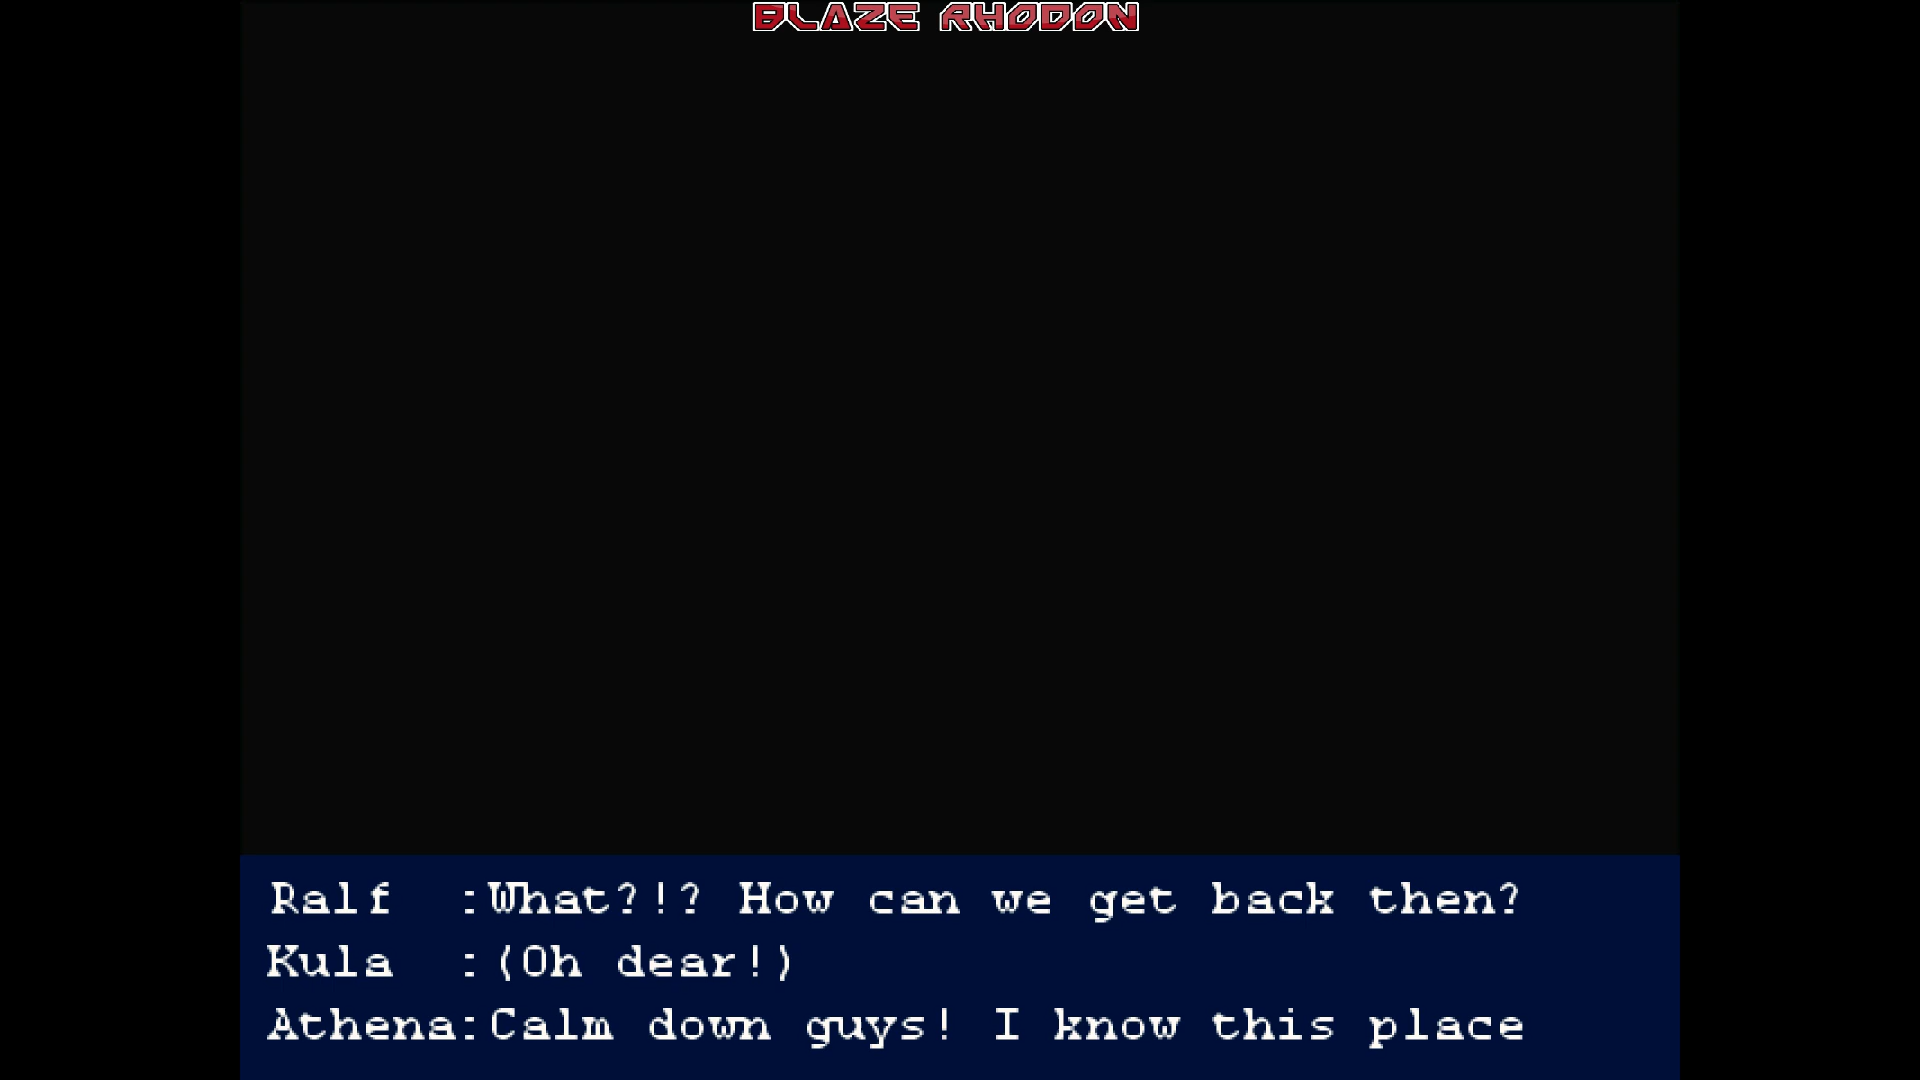 BLAZE RHODON
Ralf  :What?!? How can we get back then?
Kula  :(Oh dear!)
Athena:Calm down guys! I know this place